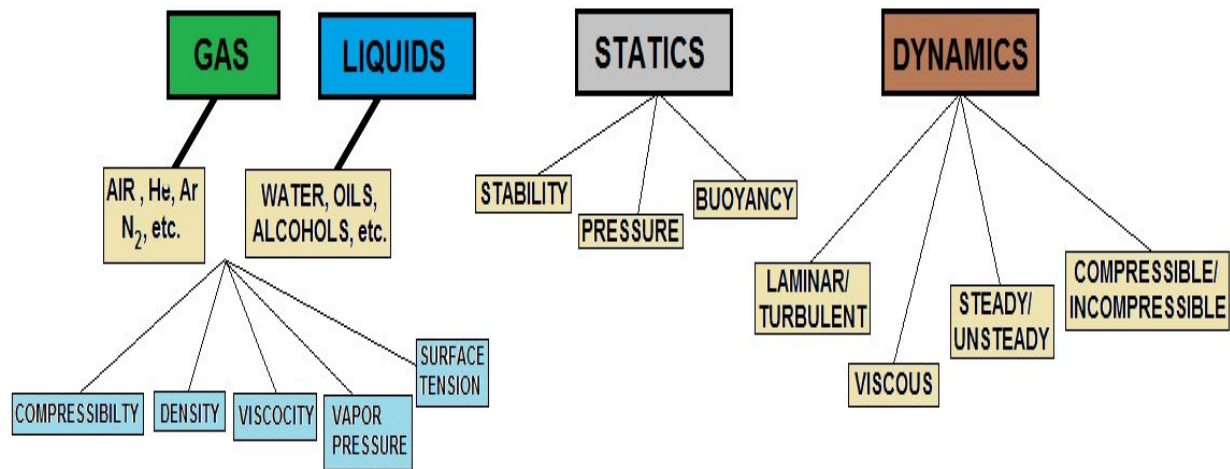 GAS
LIQUIDS
STATICS
DYNAMICS
AIR, He, Ar
N₂, etc.
WATER, OILS,
ALCOHOLS, etc.
STABILITY
PRESSURE
BUOYANCY
LAMINAR/
TURBULENT
VISCOUS
STEADY/
UNSTEADY
COMPRESSIBLE/
INCOMPRESSIBLE
COMPRESSIBILTY
DENSITY
VISCOCITY
VAPOR
PRESSURE
SURFACE
TENSION